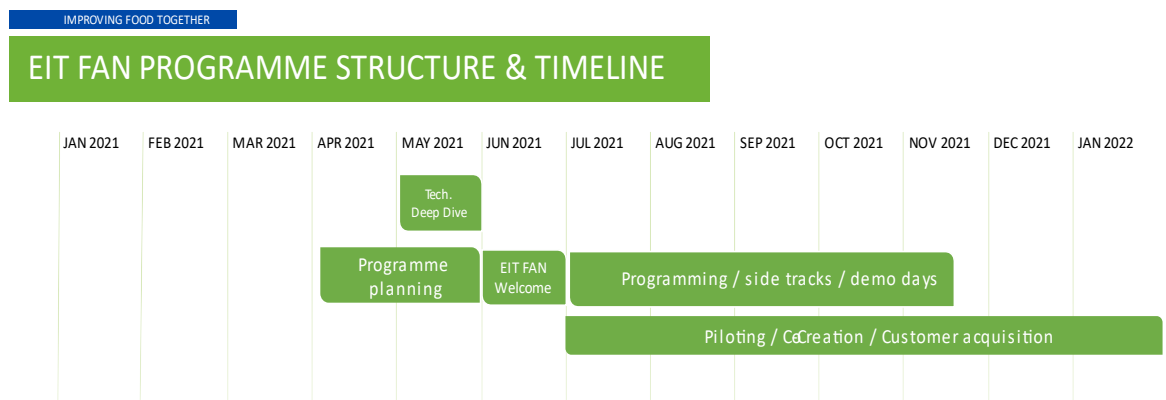 IMPROVING FOOD TOGETHER
EIT FAN PROGRAMME STRUCTURE & TIMELINE
JAN 2021 FEB 2021 MAR 2021 APR 2021 MAY 2021 JUN 2021 JUL 2021 AUG 2021 SEP 2021 OCT 2021 NOV 2021 DEC 2021 JAN 2022
Tech.
Deep Dive
Programme
planning
EIT FAN
Welcome
Programming / side tracks / demo days
Piloting / Co-Creation / Customer acquisition